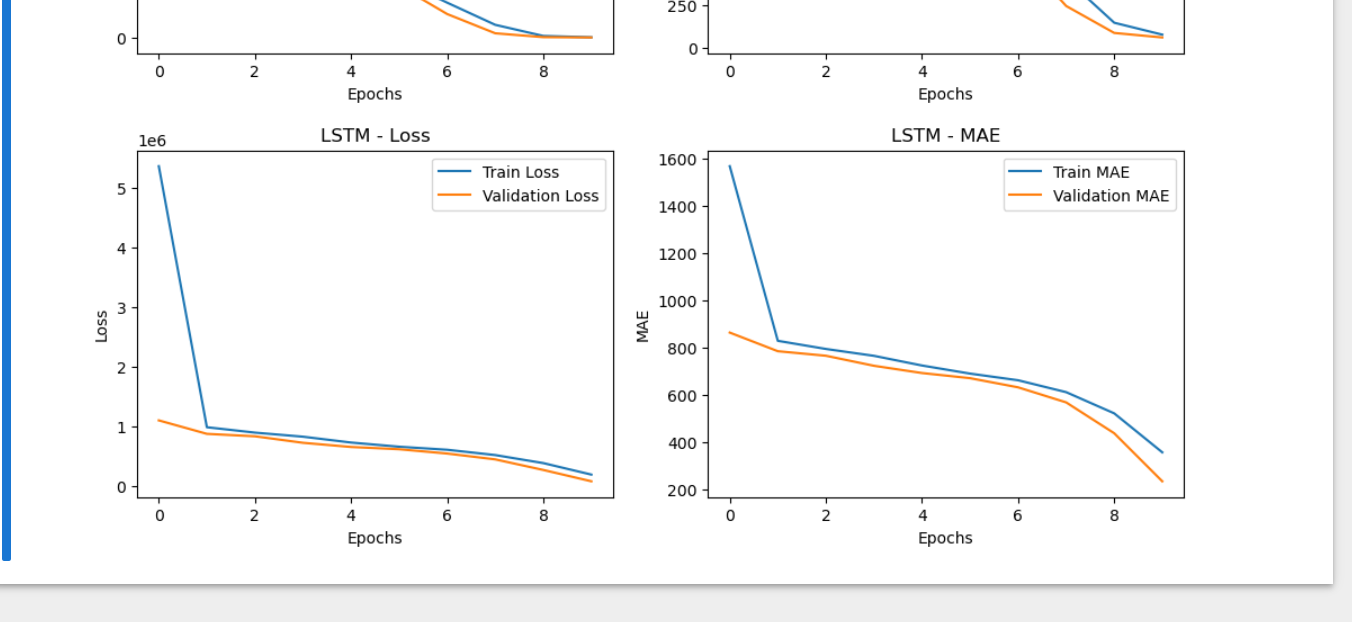 250
0
0
0 2 4 6 8
0 2 4 6 8
Epochs
Epochs
LSTM - Loss
1e6
Train Loss
Validation Loss
5
4
3
2
1
0
Loss
0 2 4 6 8
Epochs
LSTM - MAE
Train MAE
Validation MAE
1600
1400
1200
1000
800
600
400
200
MAE
0 2 4 6 8
Epochs